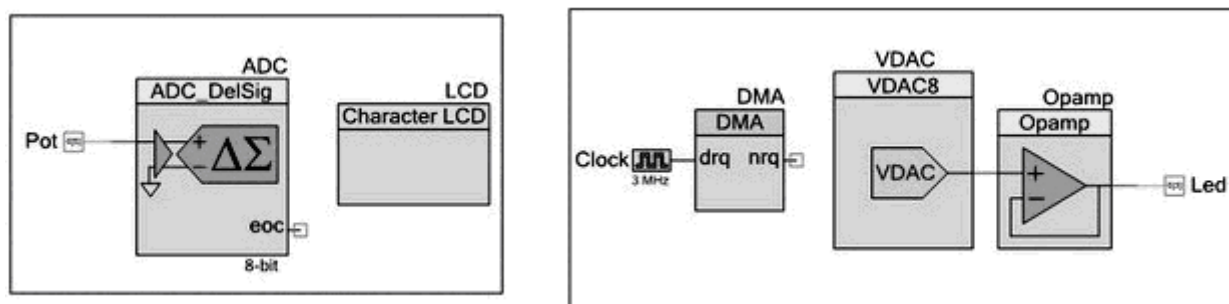 ADC
ADC_DelSig
Pot
ΔΣ
eoc
8-bit
LCD
Character LCD
DMA
DMA
Clock
3 MHz
drq nrq
VDAC
VDAC8
VDAC
Opamp
Opamp
Led